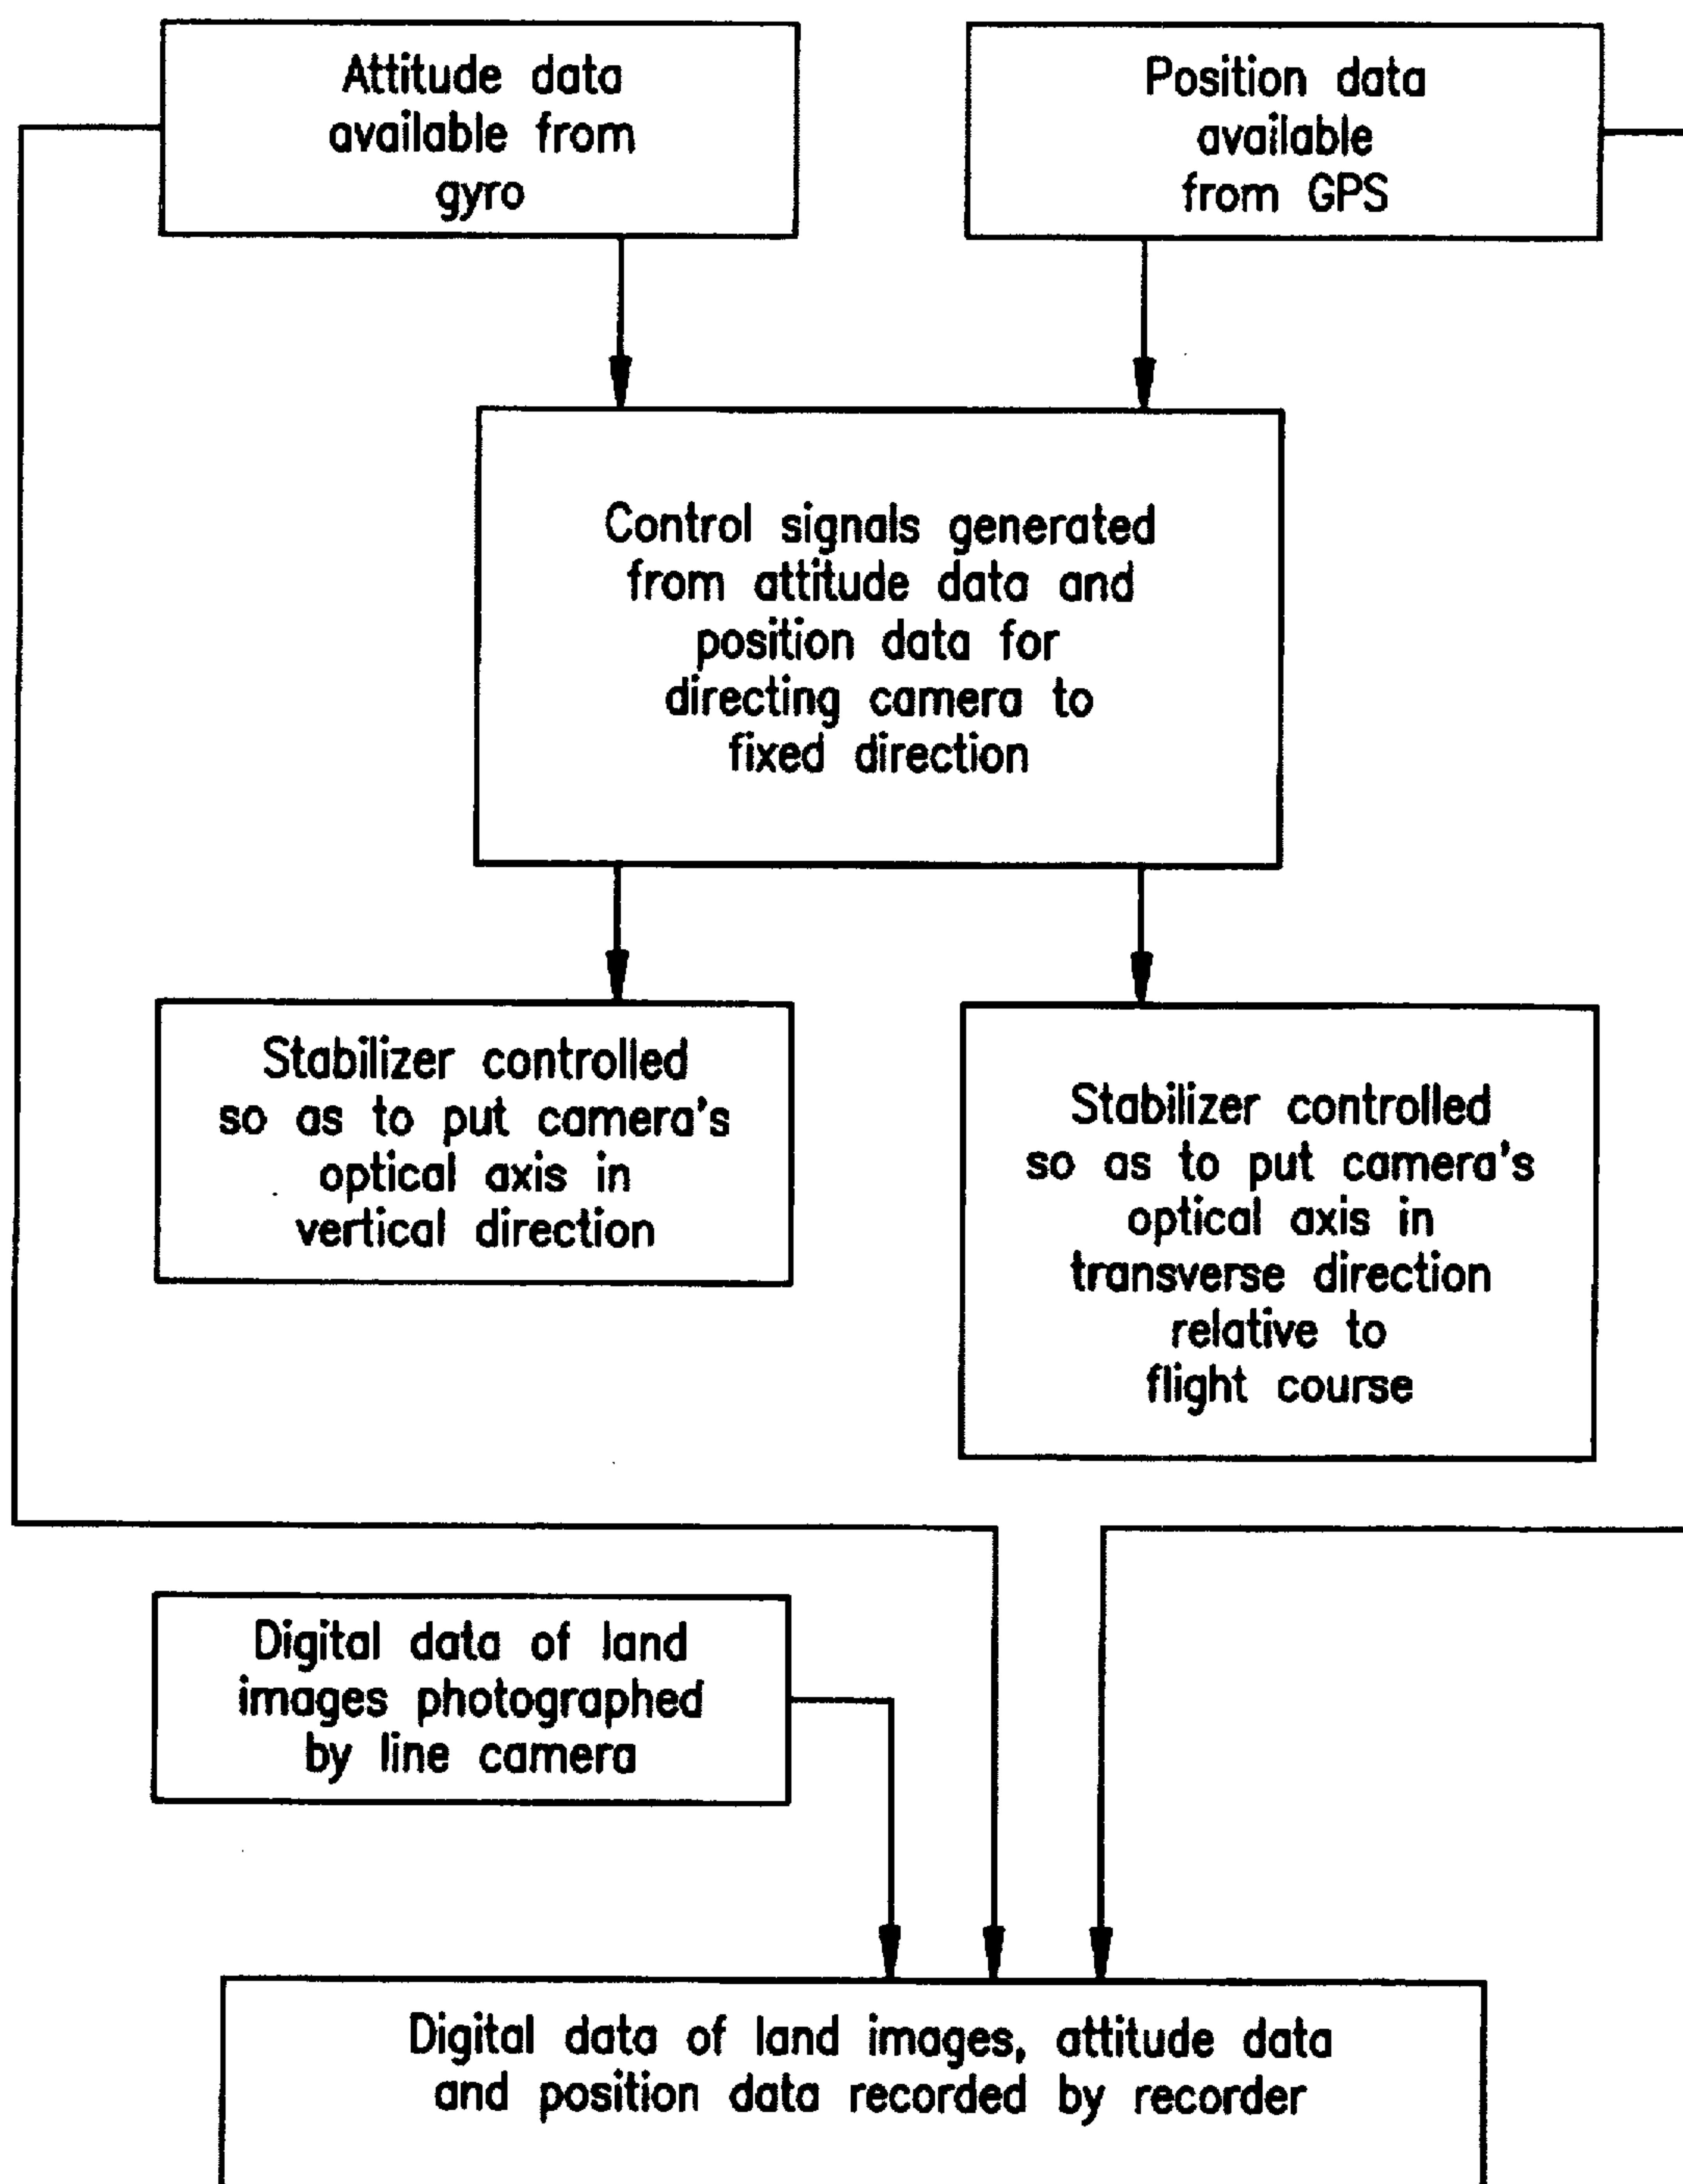 Attitude data
available from
gyro
Position data
available
from GPS
Control signals generated
from attitude data and
position data for
directing camera to
fixed direction
Stabilizer controlled
so as to put camera's
optical axis in
vertical direction
Stabilizer controlled
so as to put camera's
optical axis in
transverse direction
relative to
flight course
Digital data of land
images photographed
by line camera
Digital data of land images, attitude data
and position data recorded by recorder